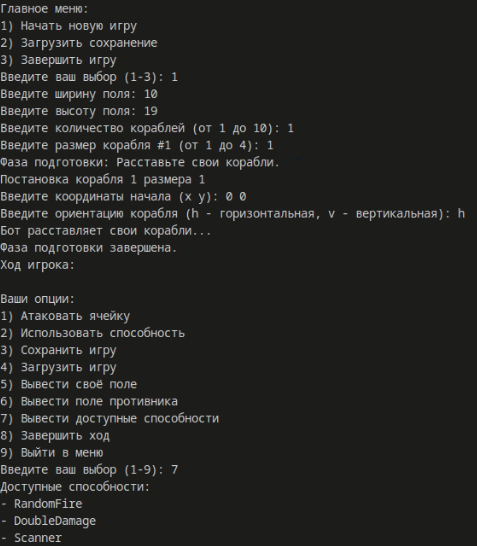 Главное меню:
1) Начать новую игру
2) Загрузить сохранение
3) Завершить игру
Введите ваш выбор (1-3): 1
Введите ширину поля: 10
Введите высоту поля: 19
Введите количество кораблей (от 1 до 10): 1
Введите размер корабля #1 (от 1 до 4): 1
Фаза подготовки: Расставьте свои корабли.
Постановка корабля 1 размера 1
Введите координаты начала (x y): 0 0
Введите ориентацию корабля (h - горизонтальная, v - вертикальная): h
Бот расставляет свои корабли...
Фаза подготовки завершена.
Ход игрока:

Ваши опции:
1) Атаковать ячейку
2) Использовать способность
3) Сохранить игру
4) Загрузить игру
5) Вывести своё поле
6) Вывести поле противника
7) Вывести доступные способности
8) Завершить ход
9) Выйти в меню
Введите ваш выбор (1-9): 7
Доступные способности:
- RandomFire
- DoubleDamage
- Scanner